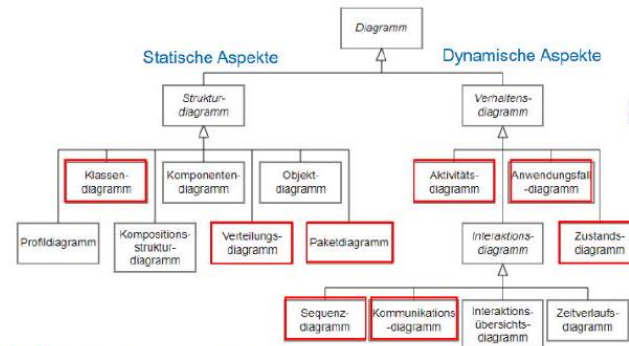 Diagramm
Statische Aspekte
Dynamische Aspekte
Struktur-
diagramm
Verhaltens-
diagramm
Klassen-
diagramm
Komponenten-
diagramm
Objekt-
diagramm
Aktivitäts-
diagramm
Anwendungsfall
-diagramm
Profildiagramm
Kompositions-
struktur-
diagramm
Verteilungs-
diagramm
Paketdiagramm
Interaktions-
diagramm
Zustands-
diagramm
Sequenz-
diagramm
Kommunikations
-diagramm
Interaktions-
übersichts-
diagramm
Zeitverlaufs-
diagramm